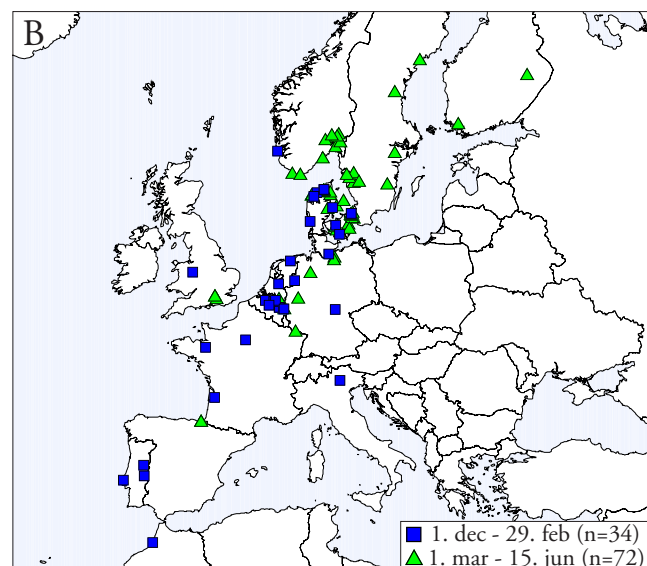 B
1. dec - 29. feb (n=34)
1. mar - 15. jun (n=72)